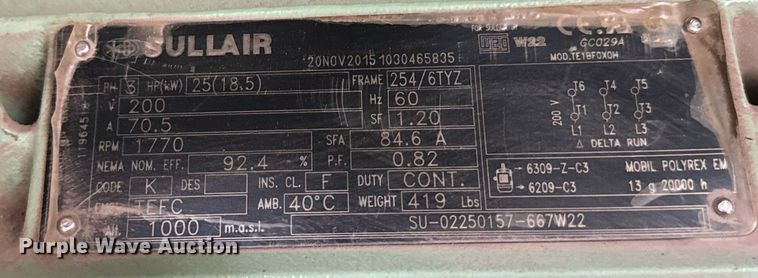 SULLAIR
20NOV2015 1030465835
WEG W22
GC029A
MOD.TE1BF0X0H
PH 3 HP(kW) 25(18.5) FRAME 254/6TYZ
V 200 Hz 60
A 70.5 SF 1.20
RPM 1770 SFA 84.6 A
NEMA NOM. EFF. 92.4 % P.F. 0.82
CODE K DES INS. CL. F DUTY CONT.
TEFC AMB. 40°C WEIGHT 419 Lbs
Alt. 1000 m.a.s.l. SU-02250157-667W22
T6 T4 T5
T1 T2 T3
L1 L2 L3
200 V
Δ DELTA RUN
6309-Z-C3 MOBIL POLYREX EM
6209-C3 13 g 20000 h
Purple Wave Auction